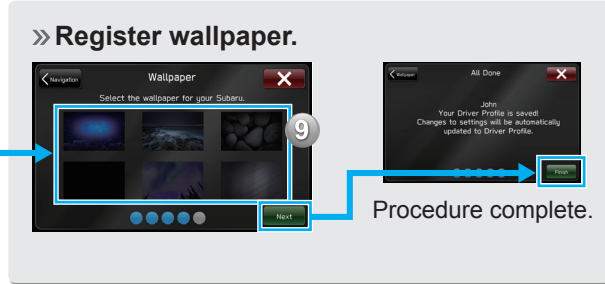 » Register wallpaper.
Navigation
Wallpaper
Select the wallpaper for your Subaru.
9
Next
Wallpaper
All Done
John
Your Driver Profile is saved!
Changes to settings will be automatically
updated to Driver Profile.
Finish
Procedure complete.